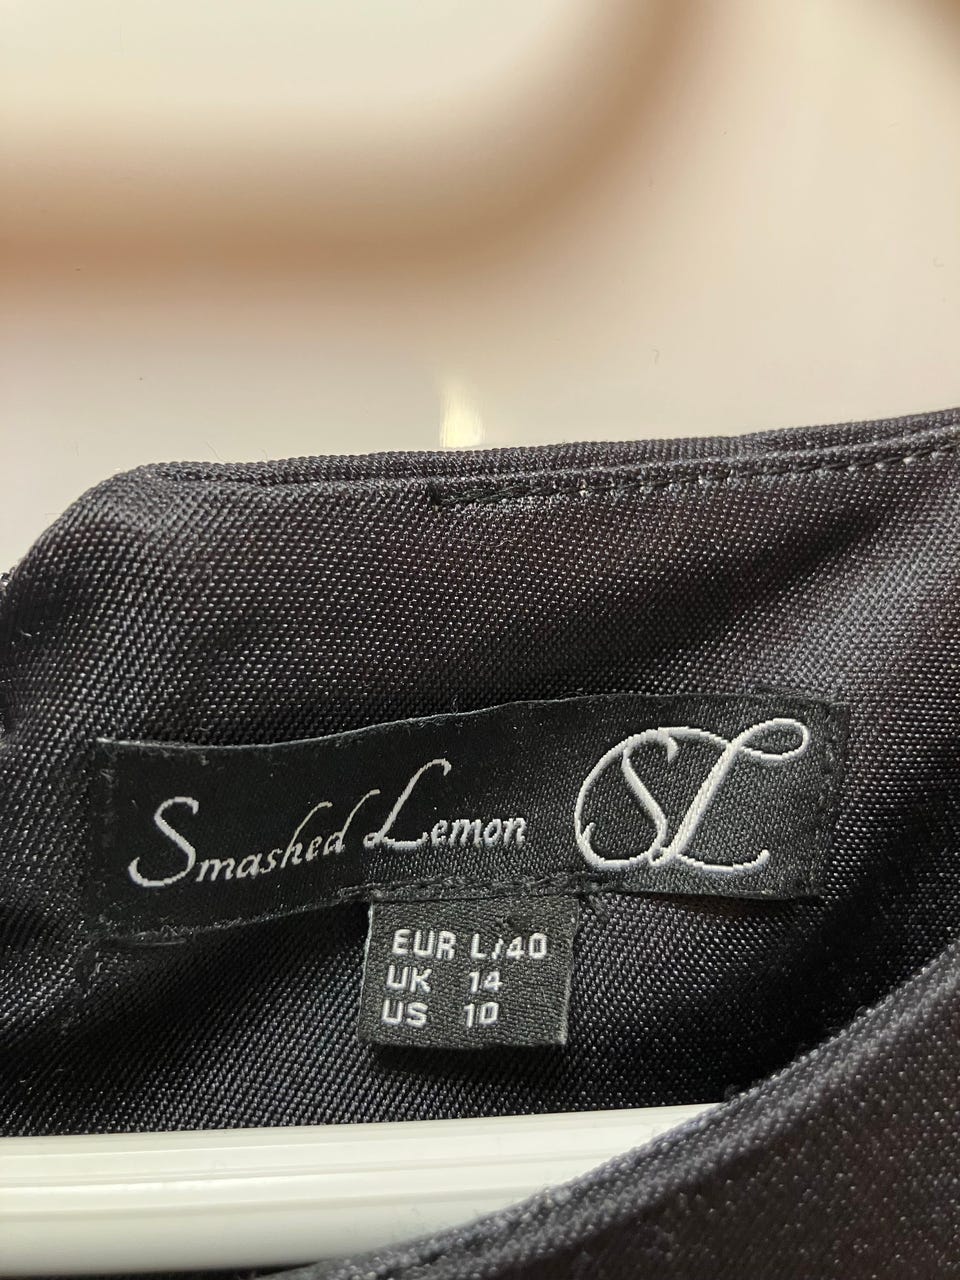 Smashed Lemon SL
EUR L/40
UK 14
US 10